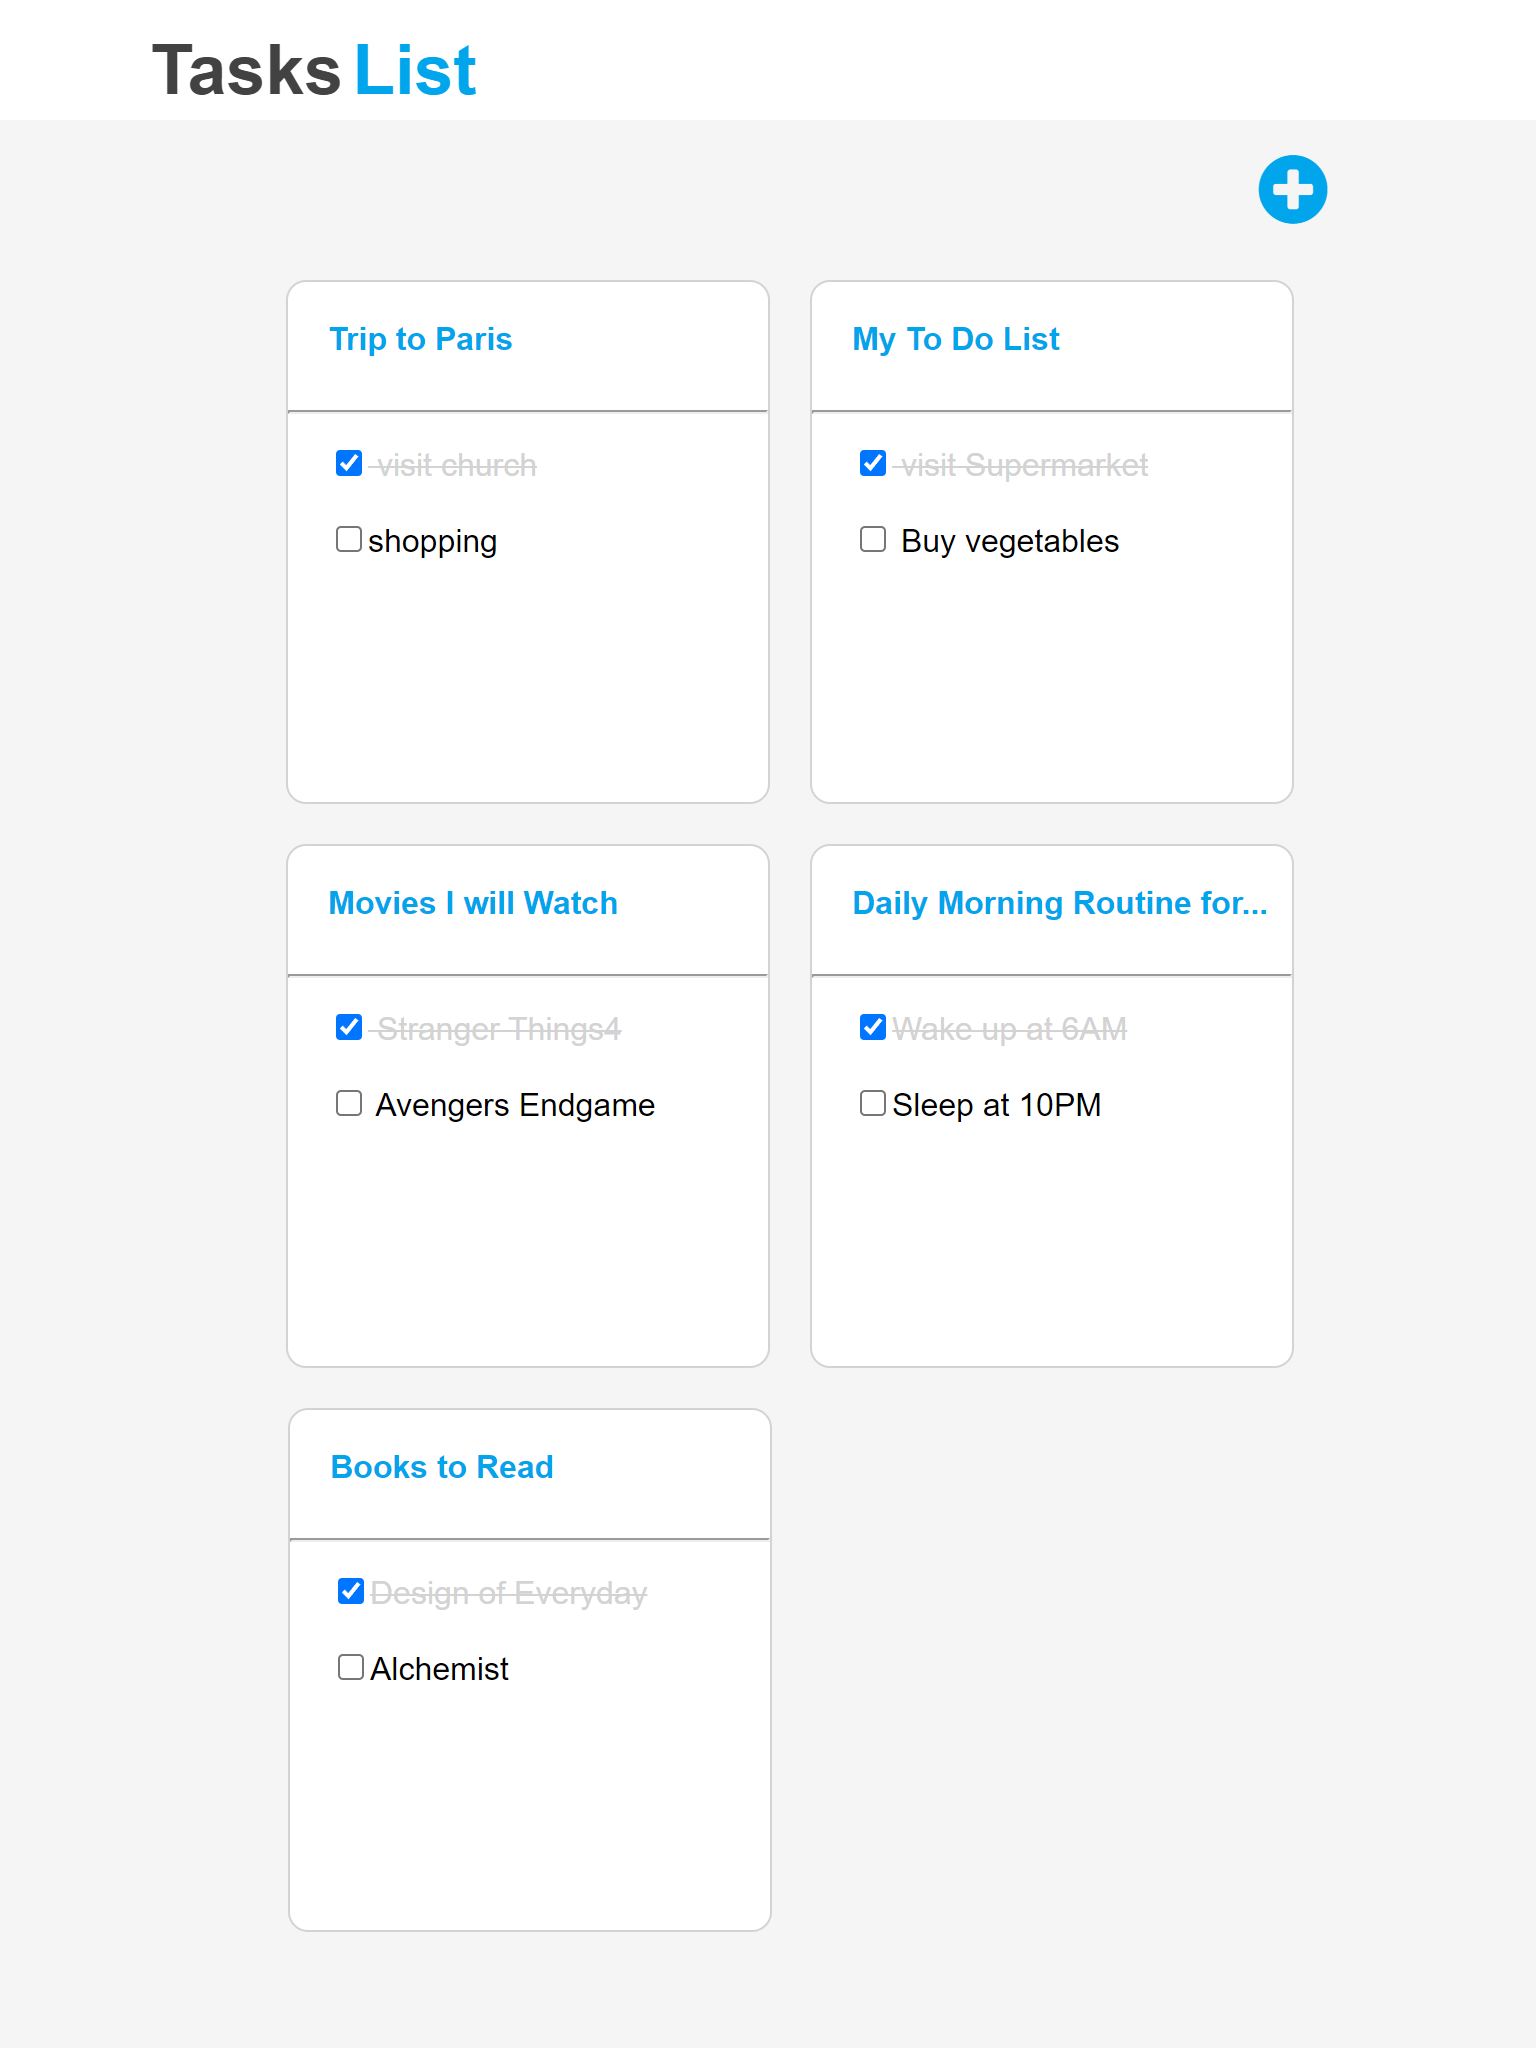 Tasks List
Trip to Paris
visit church
shopping
My To Do List
visit Supermarket
Buy vegetables
Movies I will Watch
Stranger Things4
Avengers Endgame
Daily Morning Routine for...
Wake up at 6AM
Sleep at 10PM
Books to Read
Design of Everyday
Alchemist